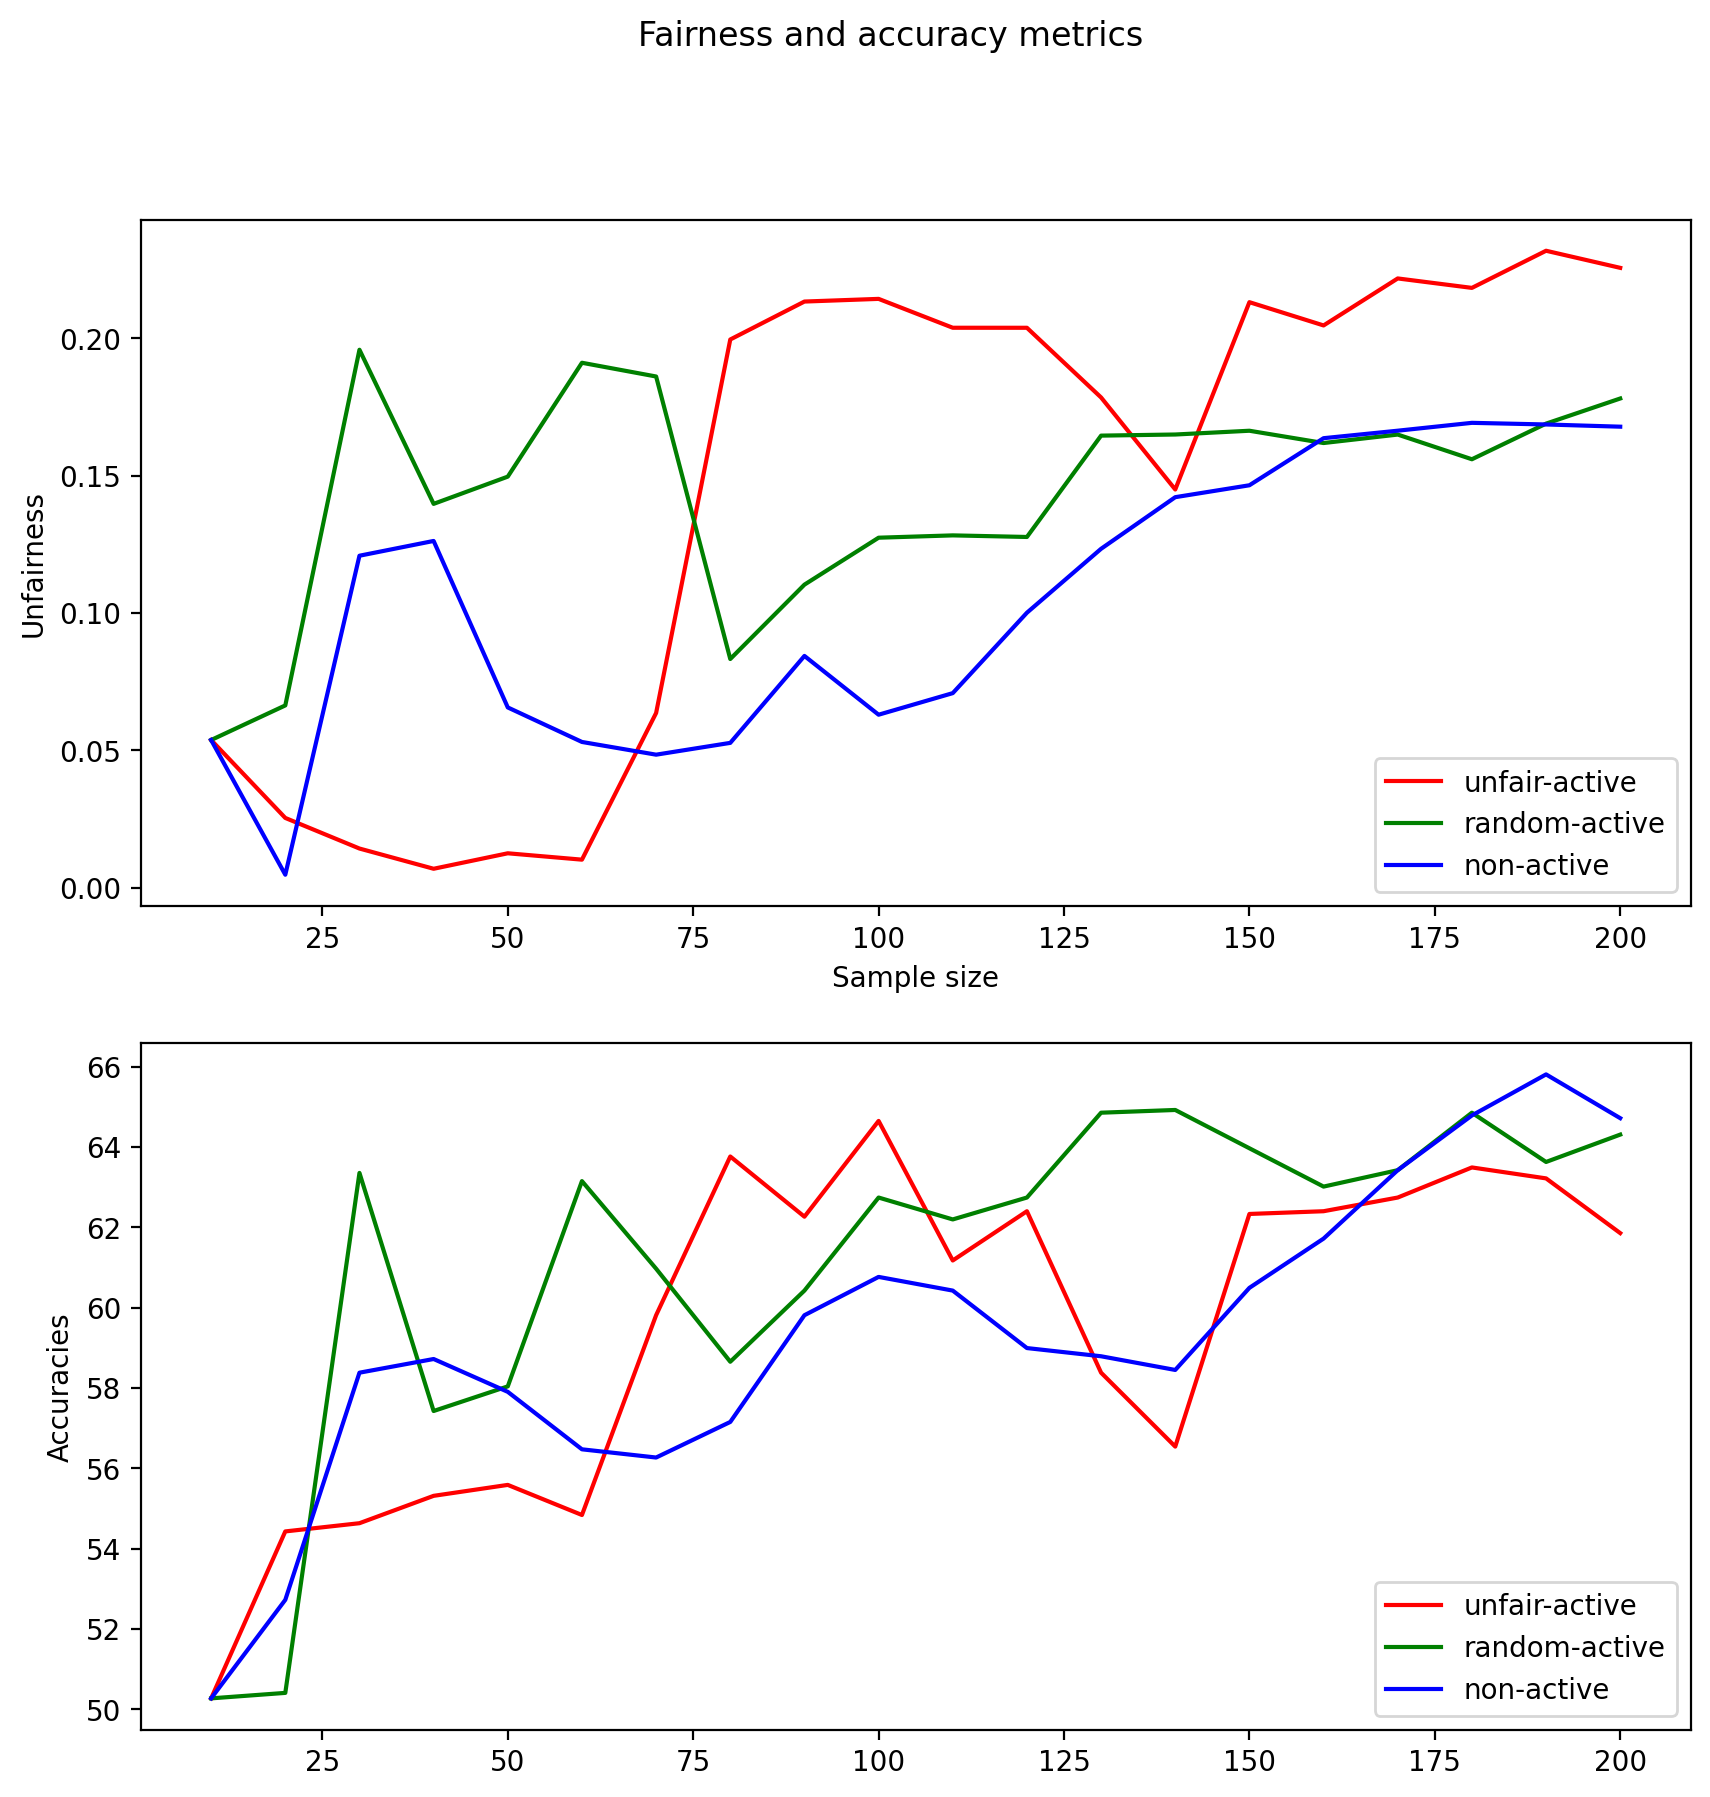 Fairness and accuracy metrics
Unfairness
0.20
0.15
0.10
0.05
0.00
unfair-active
random-active
non-active
25 50 75 100 125 150 175 200
Sample size
Accuracies
66
64
62
60
58
56
54
52
50
unfair-active
random-active
non-active
25 50 75 100 125 150 175 200